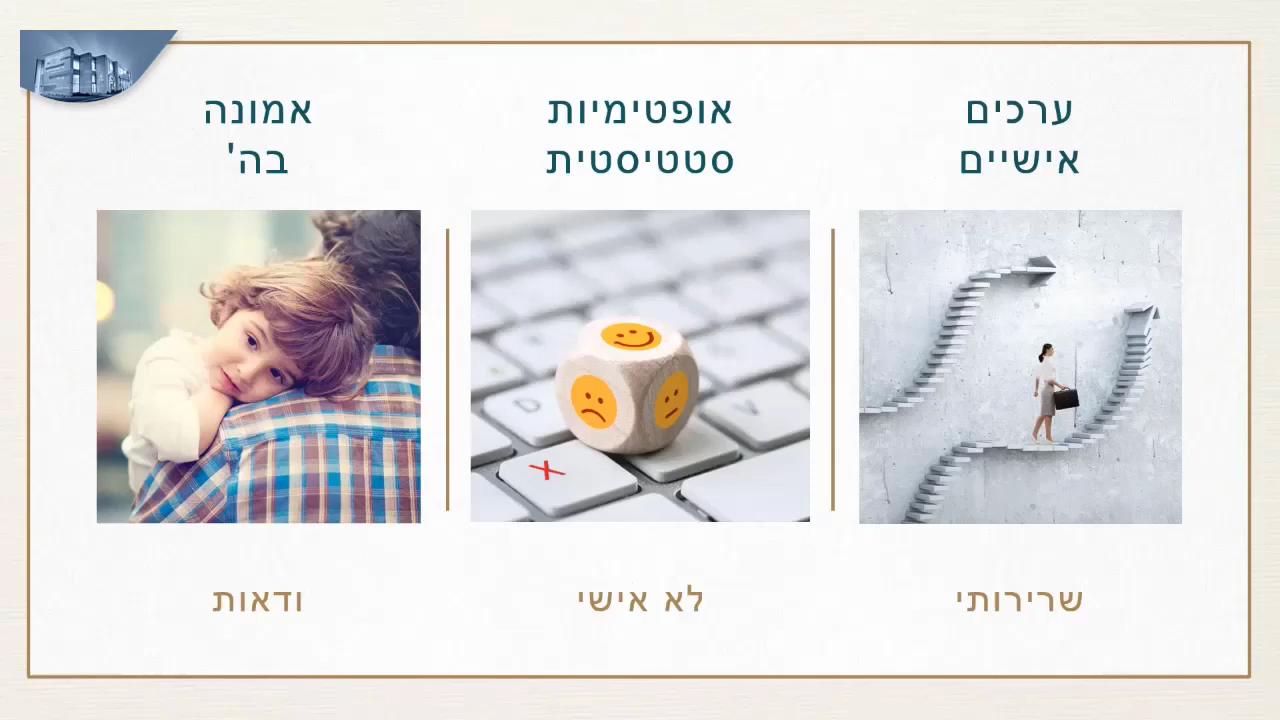 ערכים
אישיים
אופטימיות
סטטיסטית
אמונה
בה'
D
V
X
שרירותי
לא אישי
ודאות